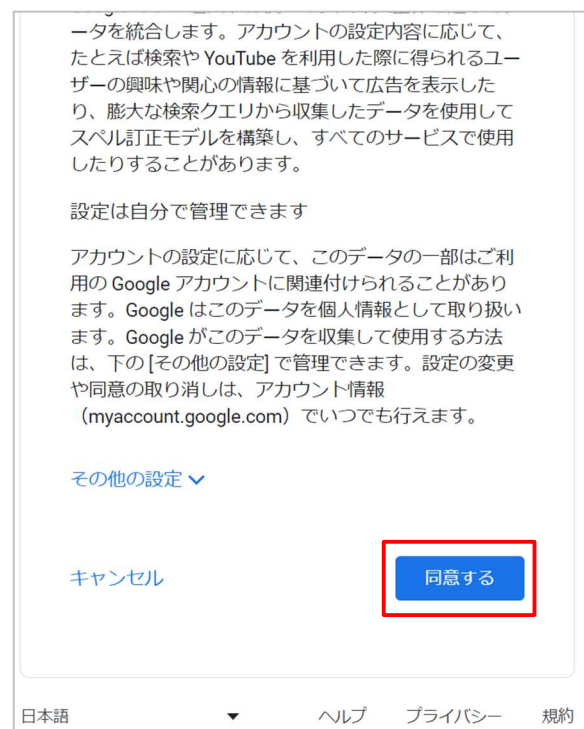 ータを統合します。アカウントの設定内容に応じて、
たとえば検索や YouTube を利用した際に得られるユー
ザーの興味や関心の情報に基づいて広告を表示した
り、膨大な検索クエリから収集したデータを使用して
スペル訂正モデルを構築し、すべてのサービスで使用
したりすることがあります。
設定は自分で管理できます
アカウントの設定に応じて、このデータの一部はご利
用の Google アカウントに関連付けられることがあり
ます。Google はこのデータを個人情報として取り扱い
ます。Google がこのデータを収集して使用する方法
は、下の [その他の設定] で管理できます。設定の変更
や同意の取り消しは、アカウント情報
(myaccount.google.com)でいつでも行えます。
その他の設定
キャンセル
同意する
日本語
ヘルプ
プライバシー
規約